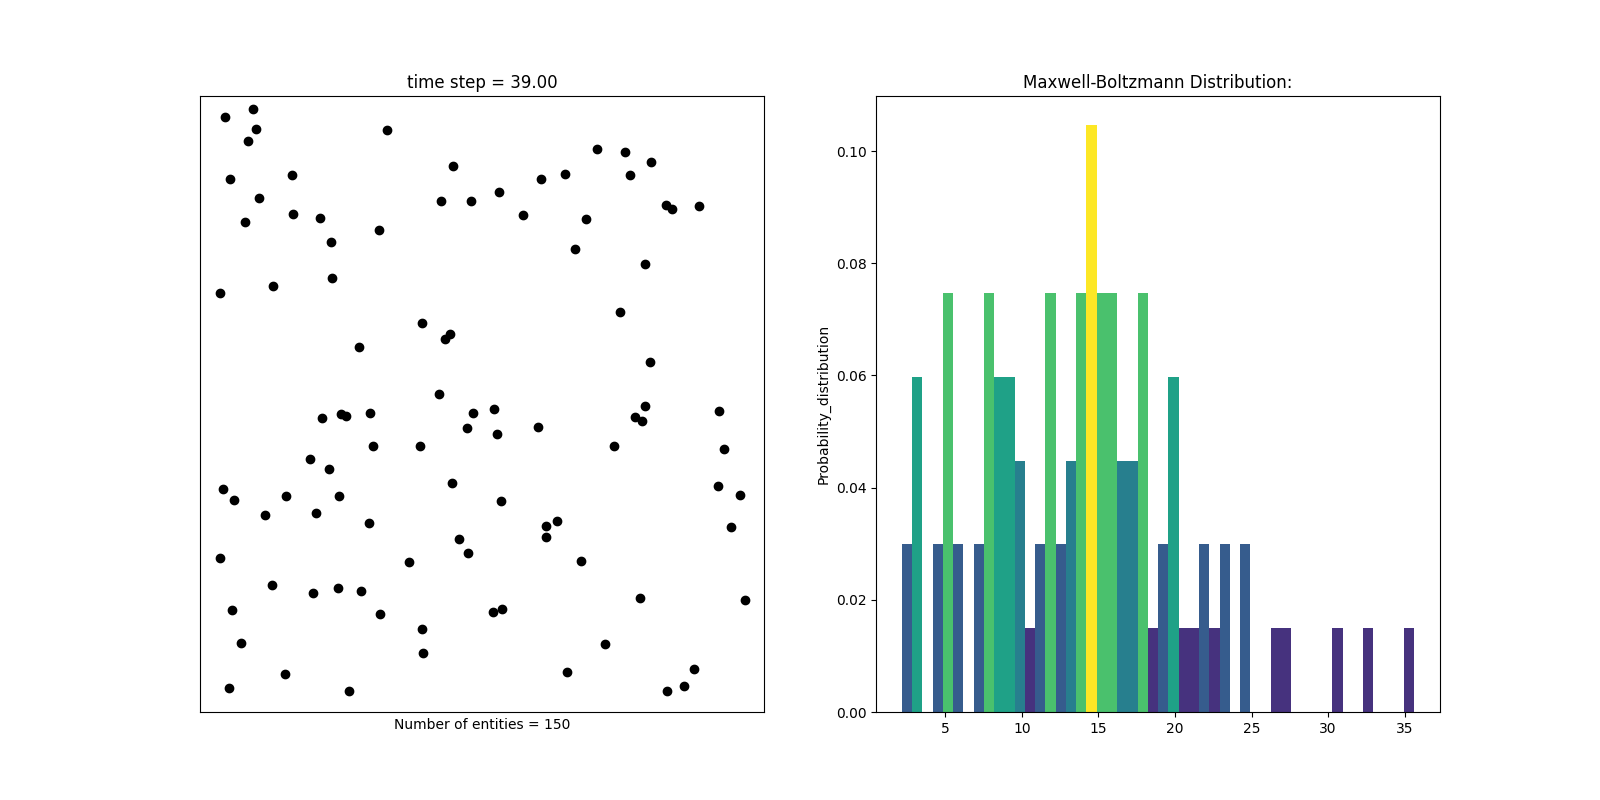 time step = 39.00
Number of entities = 150
Maxwell-Boltzmann Distribution:
Probability_distribution
0.10
0.08
0.06
0.04
0.02
0.00
5 10 15 20 25 30 35